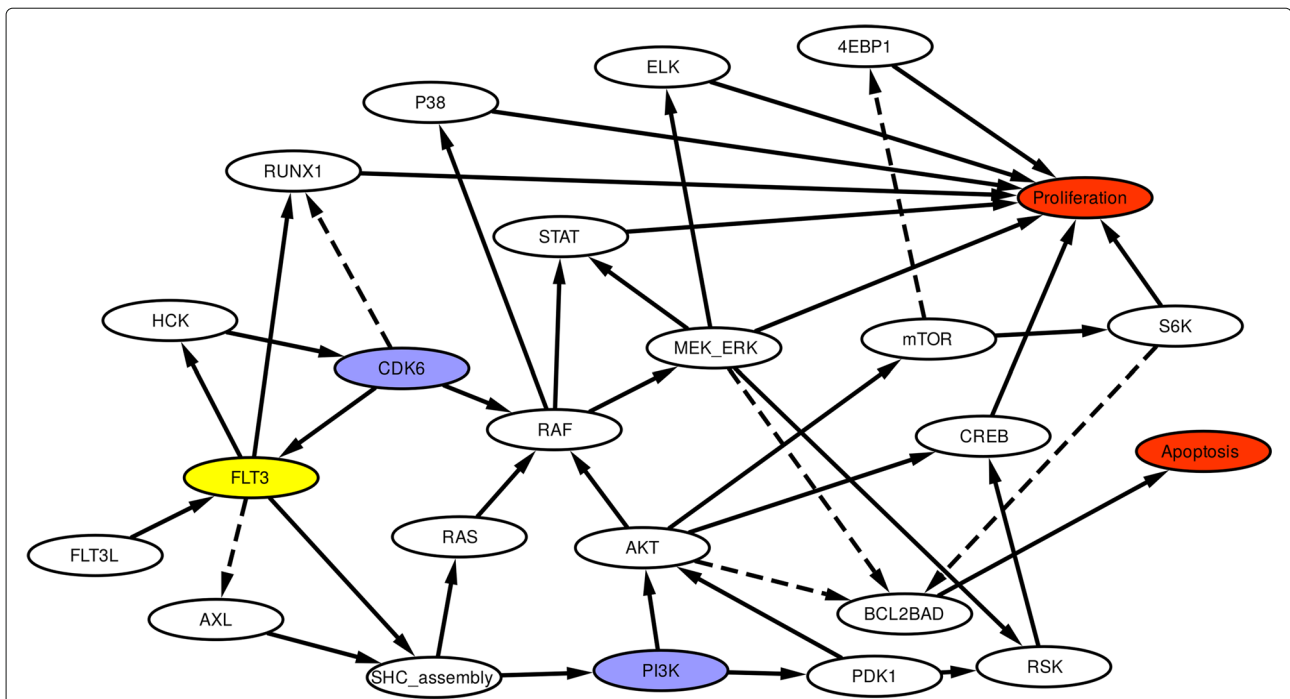 4EBP1
ELK
P38
RUNX1
Proliferation
STAT
HCK
S6K
mTOR
MEK_ERK
CDK6
RAF
CREB
Apoptosis
FLT3
RAS
AKT
FLT3L
BCL2BAD
AXL
RSK
SHC_assembly
PI3K
PDK1